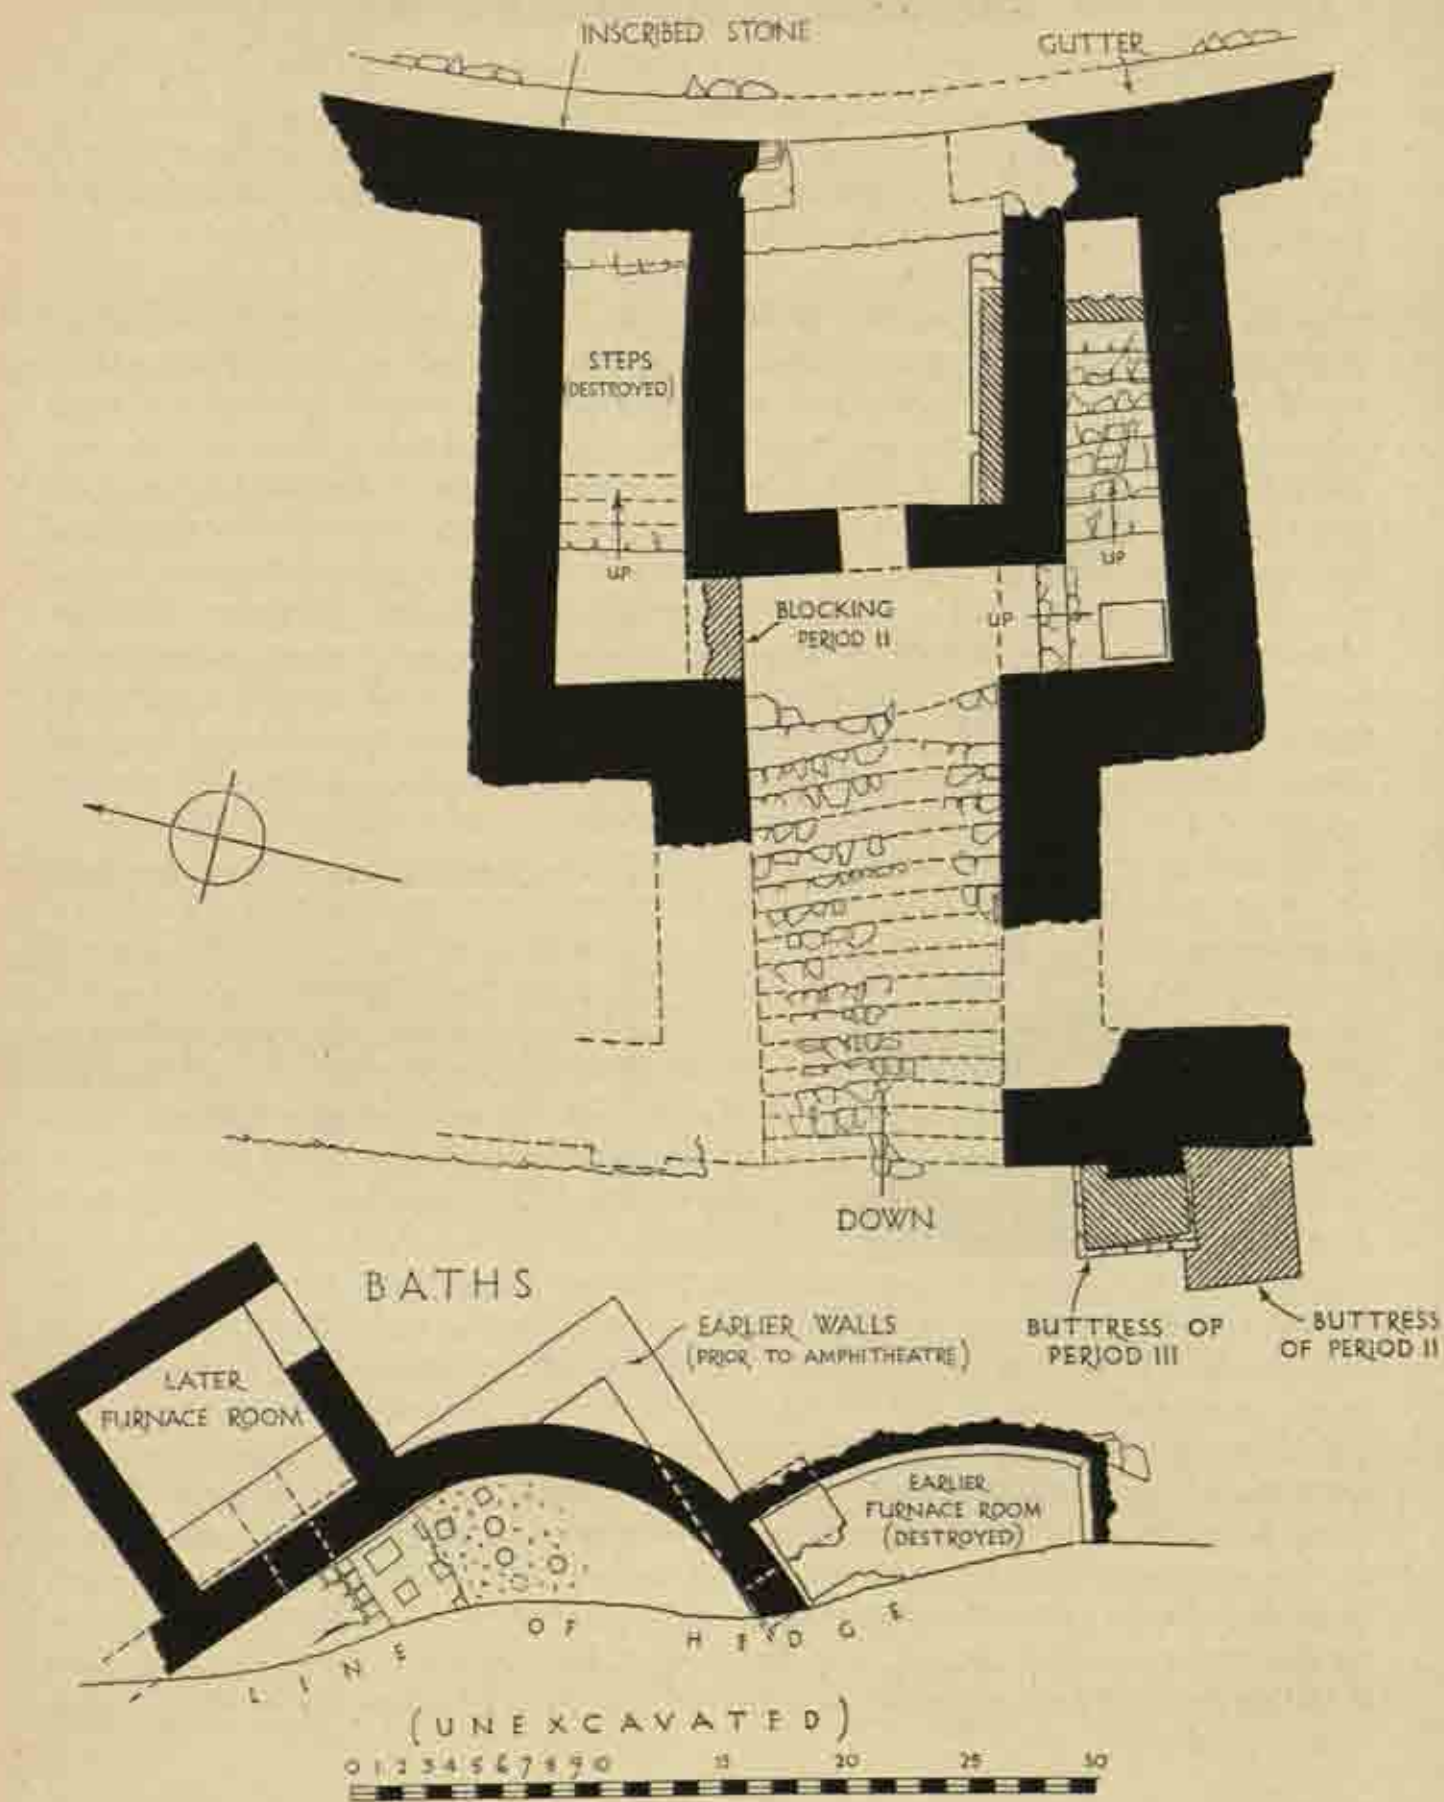 INSCRIBED STONE
GUTTER
STEPS
(DESTROYED)
UP
UP
UP
BLOCKING
PERIOD II
DOWN
BATHS
EARLIER WALLS
(PRIOR TO AMPHITHEATRE)
BUTTRESS OF
PERIOD III
BUTTRESS
OF PERIOD II
LATER
FURNACE ROOM
EARLIER
FURNACE ROOM
(DESTROYED)
LINE OF HEDGE
(UNEXCAVATED)
0 1 2 3 4 5 6 7 8 9 10 15 20 25 30